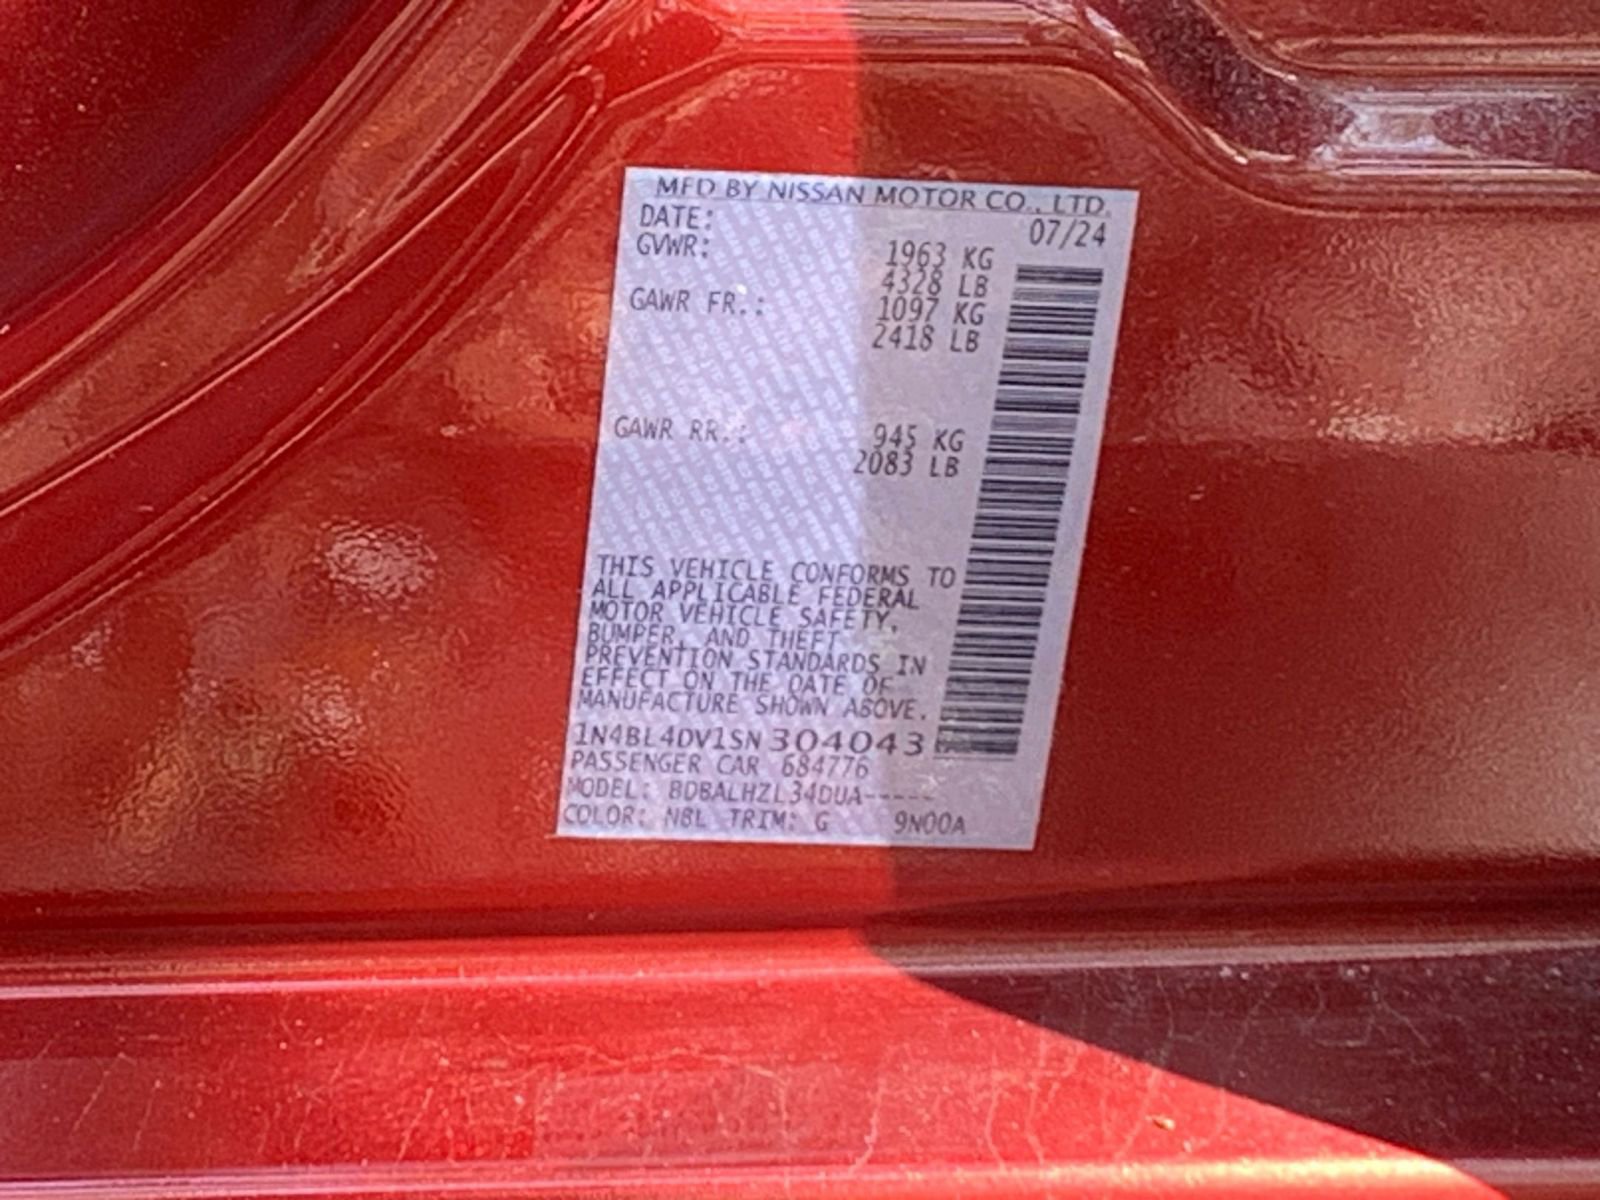 MFD BY NISSAN MOTOR CO., LTD.
DATE: 07/24
GVWR: 1963 KG
4328 LB
GAWR FR.: 1097 KG
2418 LB
GAWR RR.: 945 KG
2083 LB
THIS VEHICLE CONFORMS TO
ALL APPLICABLE FEDERAL
MOTOR VEHICLE SAFETY,
BUMPER, AND THEFT
PREVENTION STANDARDS IN
EFFECT ON THE DATE OF
MANUFACTURE SHOWN ABOVE.
1N4BL4DV1SN304043
PASSENGER CAR 684776
MODEL: BDBALHZL34DUA-----
COLOR: NBL TRIM: G 9N00A